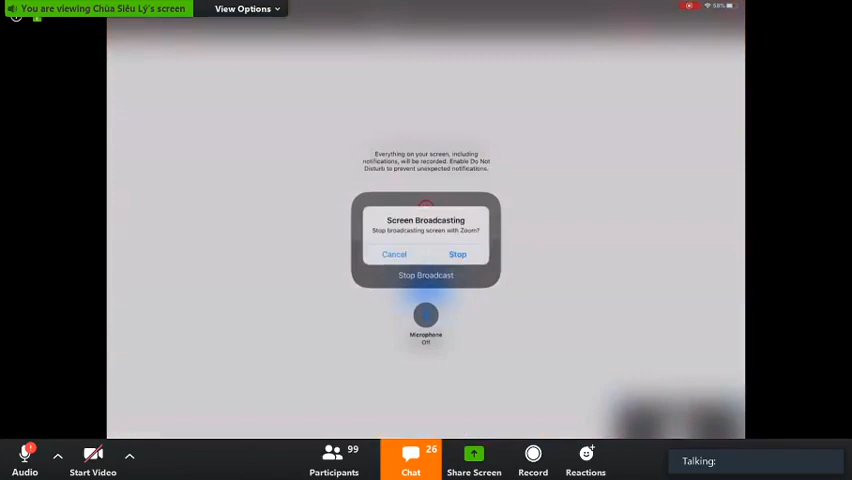 You are viewing Chùa Siêu Lý's screen
View Options
58%
Everything on your screen, including
notifications, will be recorded. Enable Do Not
Disturb to prevent unexpected notifications.
Screen Broadcasting
Stop broadcasting screen with Zoom?
Cancel Stop
Stop Broadcast
Microphone
Off
99 26
Audio Start Video Participants Chat Share Screen Record Reactions
Talking: